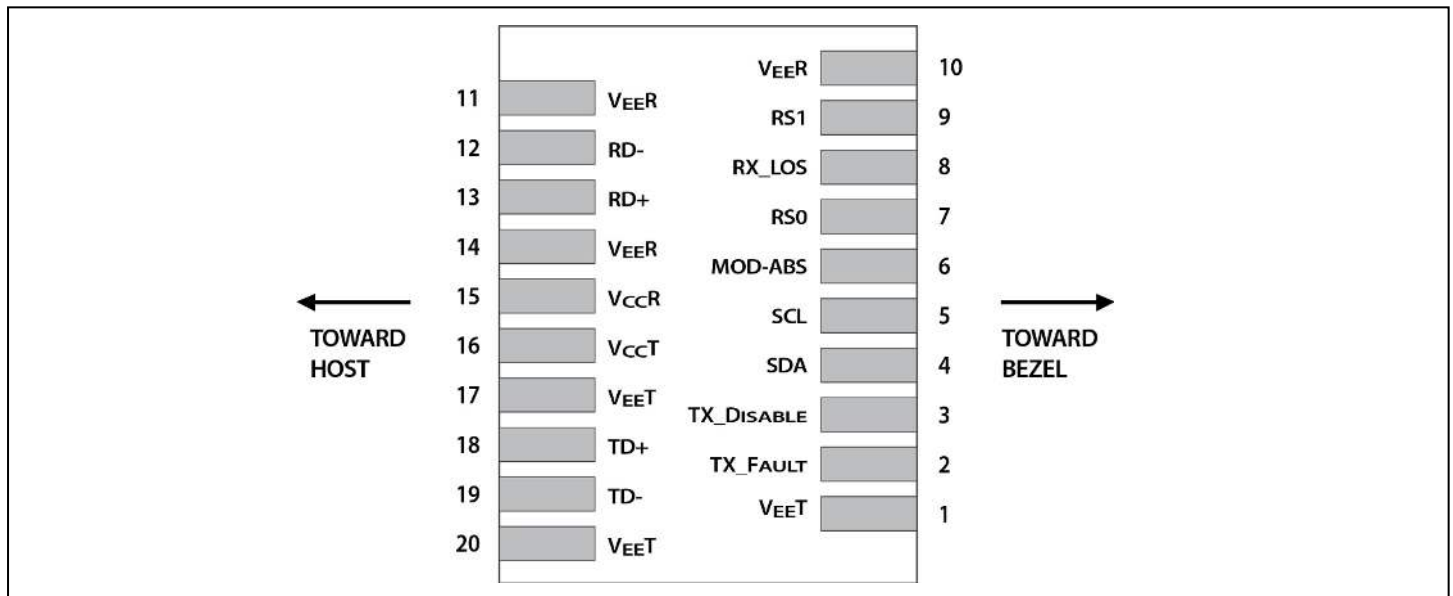 VEER 10
11 VEER
RS1 9
12 RD-
RX_LOS 8
13 RD+
RS0 7
14 VEER
MOD-ABS 6
15 VCCR
SCL 5
TOWARD HOST
16 VCCT
TOWARD BEZEL
SDA 4
17 VEET
TX_DISABLE 3
18 TD+
TX_FAULT 2
19 TD-
VEET 1
20 VEET